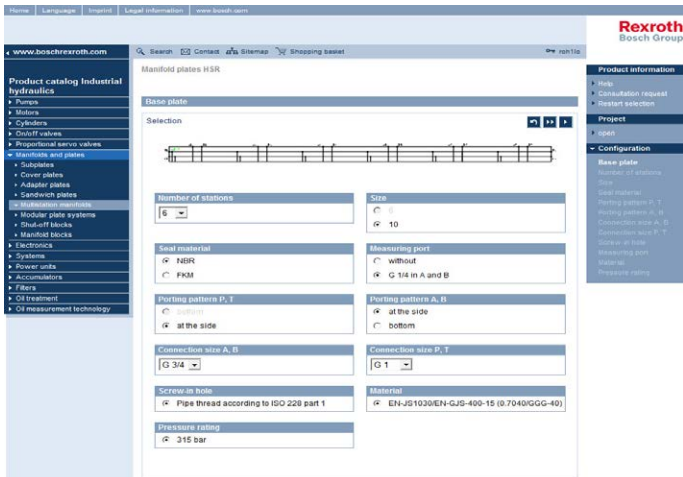 Home | Language | Imprint | Legal information | www.bosch.com
Rexroth
Bosch Group
www.boschrexroth.com
Search Contact Sitemap Shopping basket
Manifold plates HSR
Product catalog Industrial
hydraulics
Pumps
Motors
Cylinders
On/off valves
Proportional servo valves
Manifolds and plates
Subplates
Cover plates
Adapter plates
Sandwich plates
Multistation manifolds
Modular plate systems
Shut-off blocks
Manifold blocks
Electronics
Systems
Power units
Accumulators
Filters
Oil treatment
Oil measurement technology
Base plate
Selection
Number of stations
6
Size
6
10
Seal material
NBR
FKM
Measuring port
without
G 1/4 in A and B
Porting pattern P, T
bottom
at the side
Porting pattern A, B
at the side
bottom
Connection size A, B
G 3/4
Connection size P, T
G 1
Screw-in hole
Pipe thread according to ISO 228 part 1
Material
EN-JS1030/EN-GJS-400-15 (0.7040/GGG-40)
Pressure rating
315 bar
Product information
Help
Consultation request
Restart selection
Project
open
Configuration
Base plate
Number of stations
Size
Seal material
Porting pattern P, T
Porting pattern A, B
Connection size A, B
Connection size P, T
Screw-in hole
Measuring port
Material
Pressure rating